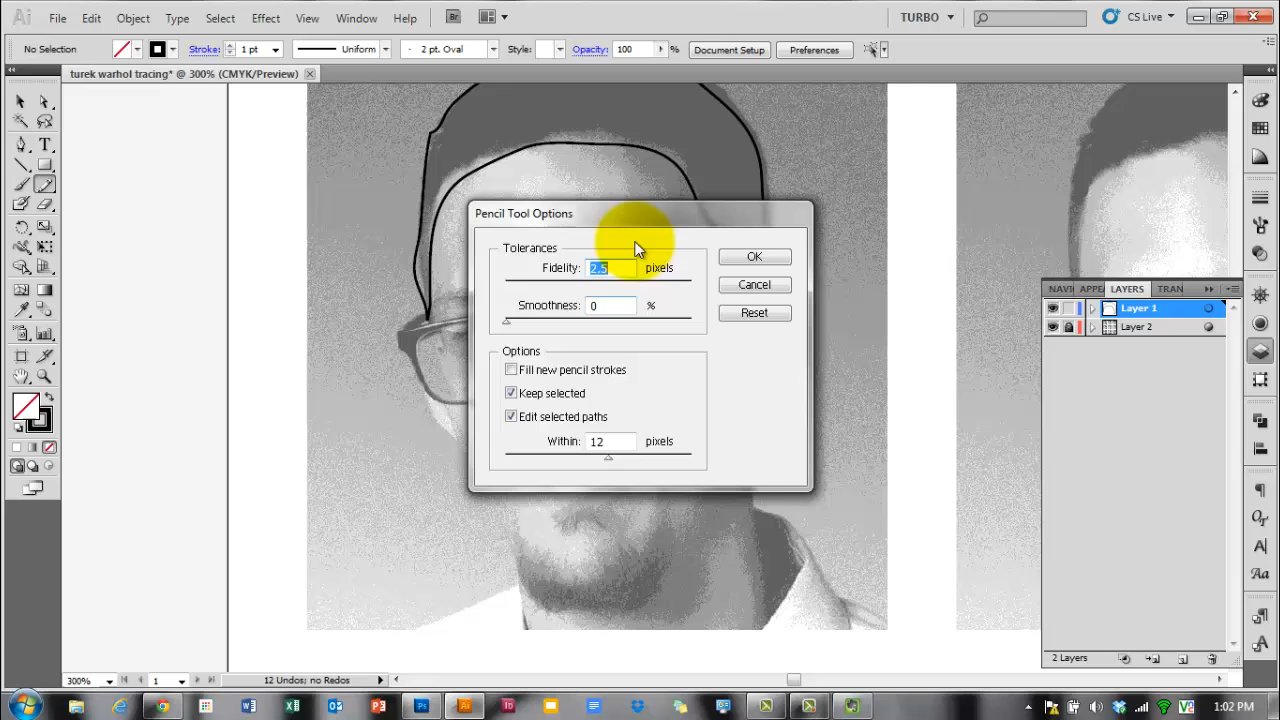 Ai File Edit Object Type Select Effect View Window Help Br TURBO CS Live
No Selection Stroke: 1 pt Uniform 2 pt. Oval Style: Opacity: 100 % Document Setup Preferences
turek warhol tracing* @ 300% (CMYK/Preview)
Pencil Tool Options
Tolerances
Fidelity: 2.5 pixels
OK
Smoothness: 0 %
Cancel
Reset
Options
Fill new pencil strokes
Keep selected
Edit selected paths
Within: 12 pixels
NAVI APPEA LAYERS TRAN
Layer 1
Layer 2
2 Layers
300% 1 12 Undos; no Redos
1:02 PM